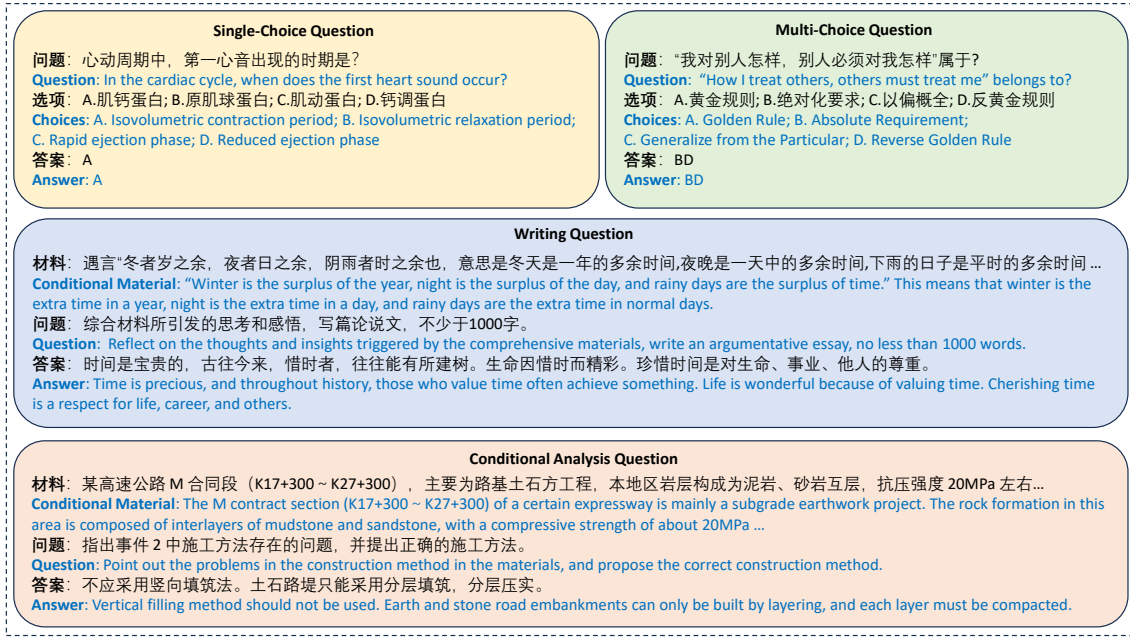 Single-Choice Question
问题：心动周期中，第一心音出现的时期是？
Question: In the cardiac cycle, when does the first heart sound occur?
选项：A.肌钙蛋白; B.原肌球蛋白; C.肌动蛋白; D.钙调蛋白
Choices: A. Isovolumetric contraction period; B. Isovolumetric relaxation period;
C. Rapid ejection phase; D. Reduced ejection phase
答案：A
Answer: A
Multi-Choice Question
问题：“我对别人怎样，别人必须对我怎样”属于?
Question: “How I treat others, others must treat me” belongs to?
选项：A.黄金规则; B.绝对化要求; C.以偏概全; D.反黄金规则
Choices: A. Golden Rule; B. Absolute Requirement;
C. Generalize from the Particular; D. Reverse Golden Rule
答案：BD
Answer: BD
Writing Question
材料：遇言“冬者岁之余，夜者日之余，阴雨者时之余也，意思是冬天是一年的多余时间,夜晚是一天中的多余时间,下雨的日子是平时的多余时间 ...
Conditional Material: “Winter is the surplus of the year, night is the surplus of the day, and rainy days are the surplus of time.” This means that winter is the
extra time in a year, night is the extra time in a day, and rainy days are the extra time in normal days.
问题：综合材料所引发的思考和感悟，写篇论说文，不少于1000字。
Question: Reflect on the thoughts and insights triggered by the comprehensive materials, write an argumentative essay, no less than 1000 words.
答案：时间是宝贵的，古往今来，惜时者，往往能有所建树。生命因惜时而精彩。珍惜时间是对生命、事业、他人的尊重。
Answer: Time is precious, and throughout history, those who value time often achieve something. Life is wonderful because of valuing time. Cherishing time
is a respect for life, career, and others.
Conditional Analysis Question
材料：某高速公路 M 合同段（K17+300 ~ K27+300），主要为路基土石方工程，本地区岩层构成为泥岩、砂岩互层，抗压强度 20MPa 左右...
Conditional Material: The M contract section (K17+300 ~ K27+300) of a certain expressway is mainly a subgrade earthwork project. The rock formation in this
area is composed of interlayers of mudstone and sandstone, with a compressive strength of about 20MPa ...
问题：指出事件 2 中施工方法存在的问题，并提出正确的施工方法。
Question: Point out the problems in the construction method in the materials, and propose the correct construction method.
答案：不应采用竖向填筑法。土石路堤只能采用分层填筑，分层压实。
Answer: Vertical filling method should not be used. Earth and stone road embankments can only be built by layering, and each layer must be compacted.